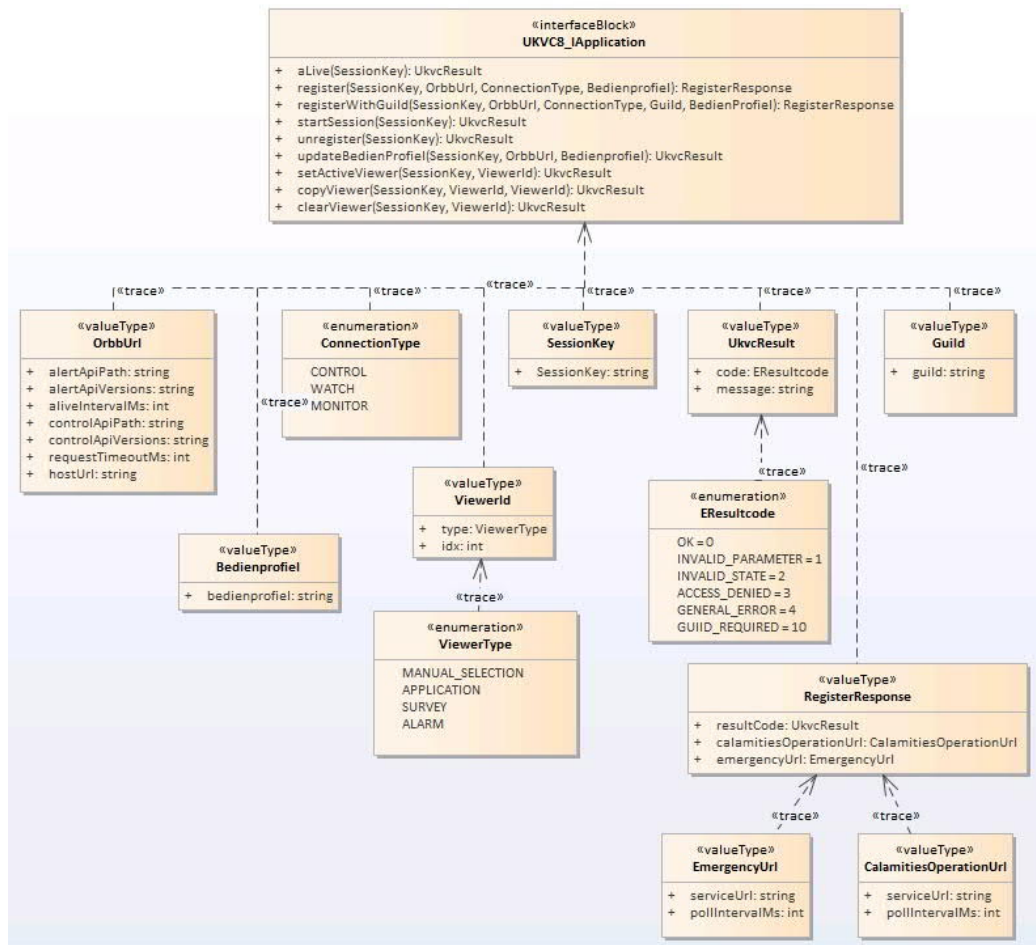 «interfaceBlock»
UKVC8_IApplication
+ aLive(SessionKey): UkvcResult
+ register(SessionKey, OrbbUrl, ConnectionType, Bedienprofiel): RegisterResponse
+ registerWithGuiId(SessionKey, OrbbUrl, ConnectionType, GuiId, BedienProfiel): RegisterResponse
+ startSession(SessionKey): UkvcResult
+ unregister(SessionKey): UkvcResult
+ updateBedienProfiel(SessionKey, OrbbUrl, Bedienprofiel): UkvcResult
+ setActiveViewer(SessionKey, ViewerId): UkvcResult
+ copyViewer(SessionKey, ViewerId, ViewerId): UkvcResult
+ clearViewer(SessionKey, ViewerId): UkvcResult
«trace»
«trace»
«trace»
«trace»
«trace»
«trace»
«trace»
«valueType»
OrbbUrl
+ alertApiPath: string
+ alertApiVersions: string
+ aliveIntervalMs: int
+ controlApiPath: string
+ controlApiVersions: string
+ requestTimeoutMs: int
+ hostUrl: string
«trace»
«enumeration»
ConnectionType
CONTROL
WATCH
MONITOR
«valueType»
SessionKey
+ SessionKey: string
«valueType»
UkvcResult
+ code: EResultcode
+ message: string
«valueType»
GuiId
+ guiId: string
«trace»
«trace»
«valueType»
ViewerId
+ type: ViewerType
+ idx: int
«enumeration»
EResultcode
OK = 0
INVALID_PARAMETER = 1
INVALID_STATE = 2
ACCESS_DENIED = 3
GENERAL_ERROR = 4
GUIID_REQUIRED = 10
«valueType»
Bedienprofiel
+ bedienprofiel: string
«trace»
«enumeration»
ViewerType
MANUAL_SELECTION
APPLICATION
SURVEY
ALARM
«valueType»
RegisterResponse
+ resultCode: UkvcResult
+ calamitiesOperationUrl: CalamitiesOperationUrl
+ emergencyUrl: EmergencyUrl
«trace»
«trace»
«valueType»
EmergencyUrl
+ serviceUrl: string
+ pollIntervalMs: int
«valueType»
CalamitiesOperationUrl
+ serviceUrl: string
+ pollIntervalMs: int